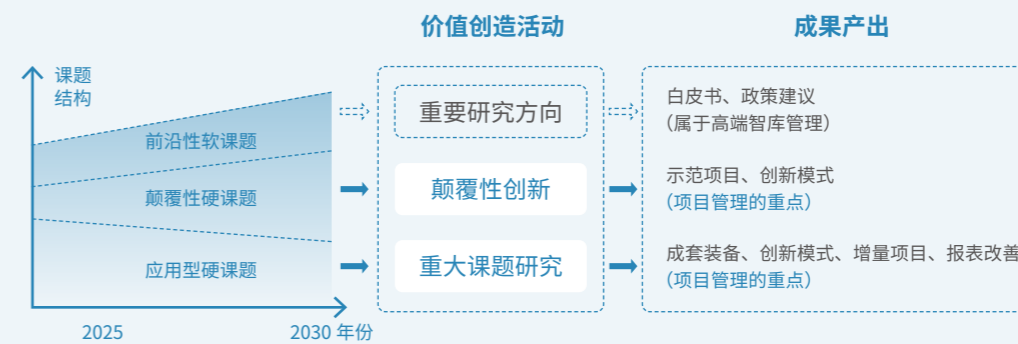 价值创造活动
成果产出
课题
结构
前沿性软课题
颠覆性硬课题
应用型硬课题
2025
2030 年份
重要研究方向
颠覆性创新
重大课题研究
白皮书、政策建议
(属于高端智库管理)
示范项目、创新模式
(项目管理的重点)
成套装备、创新模式、增量项目、报表改善
(项目管理的重点)